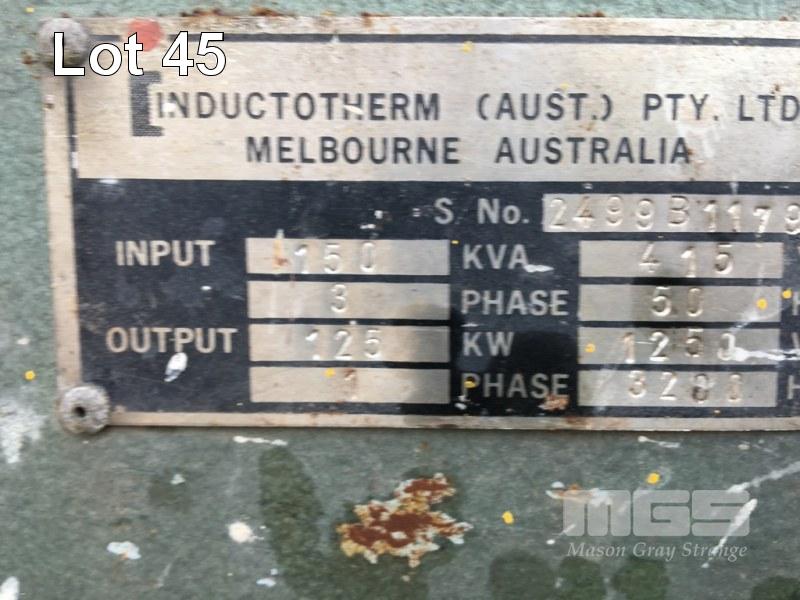 Lot 45
INDUCTOTHERM (AUST.) PTY. LTD
MELBOURNE AUSTRALIA
S No. 2499B1179
INPUT 150 KVA 415
3 PHASE 50
OUTPUT 125 KW 1250
1 PHASE
MGS
Mason Gray Strange